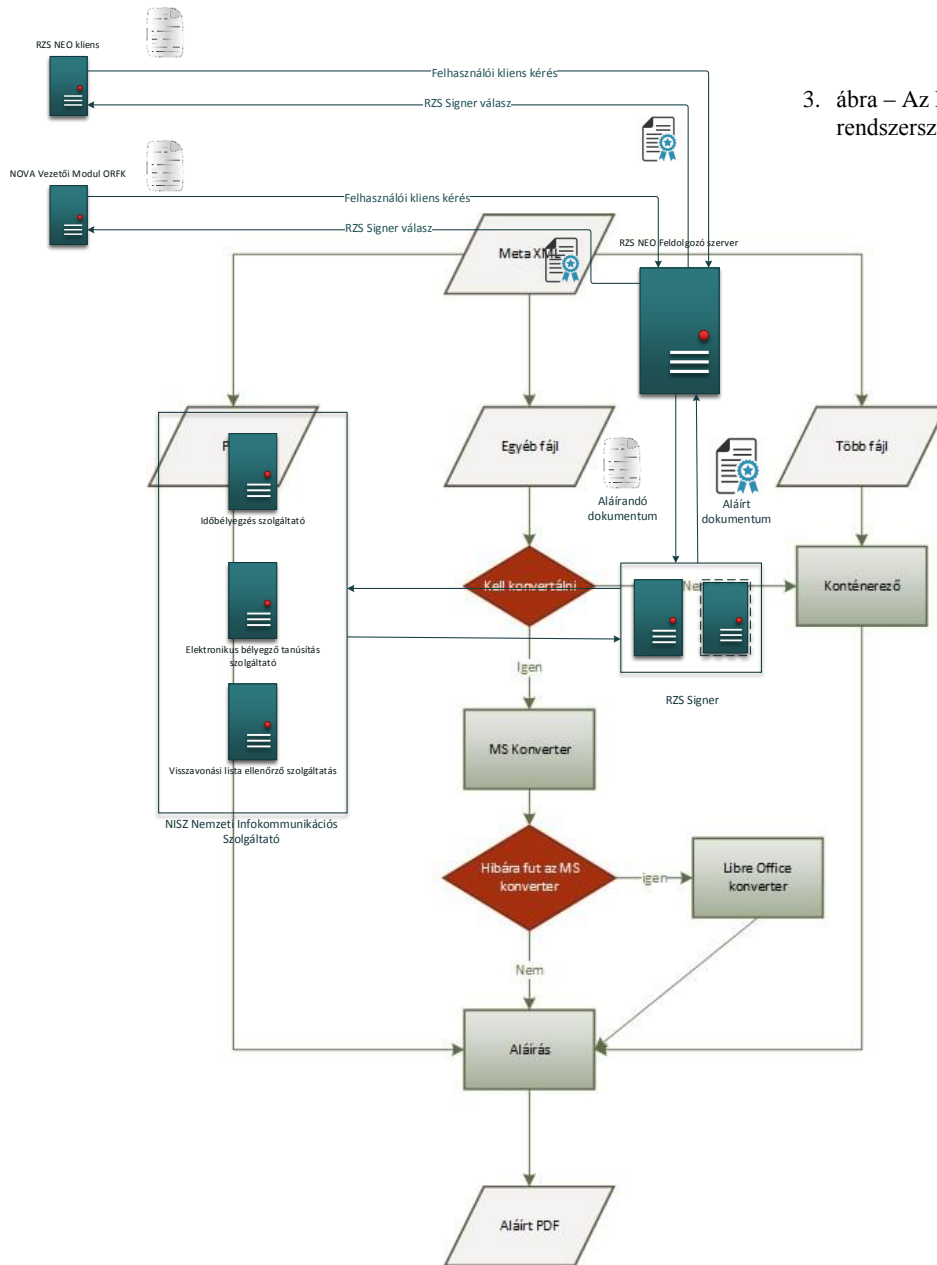 RZS NEO kliens
Felhasználói kliens kérés
RZS Signer válasz
3. ábra – Az
rendszersz
NOVA Vezetői Modul ORFK
Felhasználói kliens kérés
RZS Signer válasz
RZS NEO Feldolgozó szerver
Meta XML
Egyéb fájl
Több fájl
Aláírandó
dokumentum
Aláírt
dokumentum
Időbélyegzés szolgáltató
Kell konvertálni
Konténerező
Elektronikus bélyegző tanúsítás
szolgáltató
Igen
RZS Signer
MS Konverter
Visszavonási lista ellenőrző szolgáltatás
NISZ Nemzeti Infokommunikációs
Szolgáltató
Hibára fut az MS
konverter
igen
Libre Office
konverter
Nem
Aláírás
Aláírt PDF